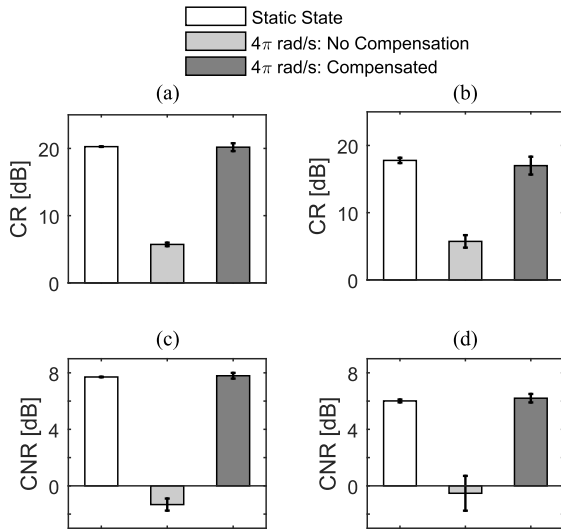 Static State
4π rad/s: No Compensation
4π rad/s: Compensated
(a)
(b)
CR [dB]
20
10
0
CR [dB]
20
10
0
(c)
(d)
CNR [dB]
8
4
0
CNR [dB]
8
4
0